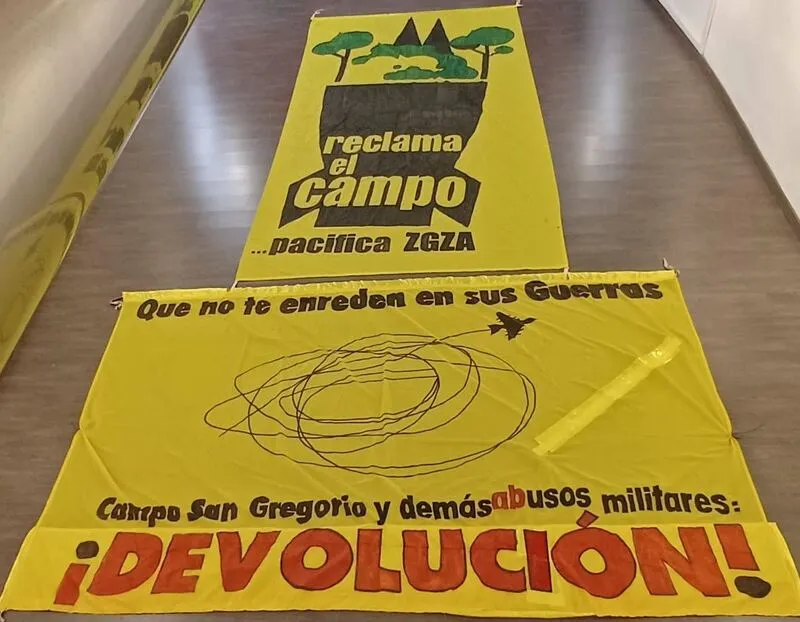 reclama
el
campo
...pacifica ZGZA
Que no te enreden en sus Guerras
Campo San Gregorio y demás abusos militares:
¡DEVOLUCIÓN!